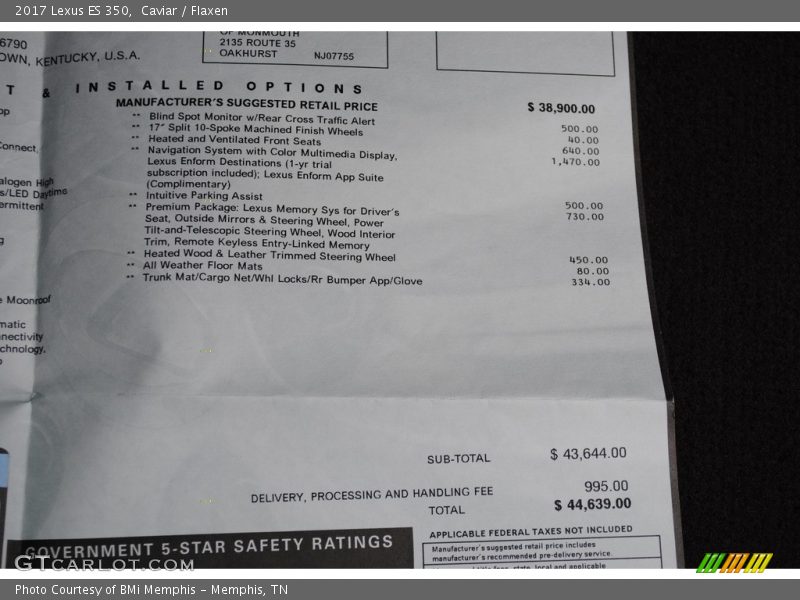 2017 Lexus ES 350, Caviar / Flaxen
6790
OWN, KENTUCKY, U.S.A.
OF MONMOUTH
2135 ROUTE 35
OAKHURST NJ07755
T & INSTALLED OPTIONS
MANUFACTURER'S SUGGESTED RETAIL PRICE $ 38,900.00
** Blind Spot Monitor w/Rear Cross Traffic Alert 500.00
** 17" Split 10-Spoke Machined Finish Wheels 40.00
** Heated and Ventilated Front Seats 640.00
** Navigation System with Color Multimedia Display, 1,470.00
Lexus Enform Destinations (1-yr trial
subscription included); Lexus Enform App Suite
(Complimentary)
** Intuitive Parking Assist 500.00
** Premium Package: Lexus Memory Sys for Driver's 730.00
Seat, Outside Mirrors & Steering Wheel, Power
Tilt-and-Telescopic Steering Wheel, Wood Interior
Trim, Remote Keyless Entry-Linked Memory
** Heated Wood & Leather Trimmed Steering Wheel 450.00
** All Weather Floor Mats 80.00
** Trunk Mat/Cargo Net/Whl Locks/Rr Bumper App/Glove 334.00
Connect,
alogen High
s/LED Daytime
ermittent
e Moonroof
matic
nnectivity
chnology,
SUB-TOTAL $ 43,644.00
DELIVERY, PROCESSING AND HANDLING FEE 995.00
TOTAL $ 44,639.00
GOVERNMENT 5-STAR SAFETY RATINGS
APPLICABLE FEDERAL TAXES NOT INCLUDED
Manufacturer's suggested retail price includes
manufacturer's recommended pre-delivery service.
title fees, state, local and applicable
GTcarlot.com
Photo Courtesy of BMi Memphis - Memphis, TN